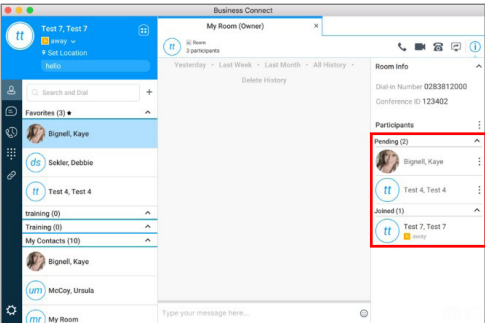 Business Connect
tt
Test 7, Test 7
away
Set Location
hello
Search and Dial
+
Favorites (3) ★
Bignell, Kaye
ds Sekler, Debbie
tt Test 4, Test 4
training (0)
Training (0)
My Contacts (10)
Bignell, Kaye
um McCoy, Ursula
mr My Room
My Room (Owner) ×
tt
Room
2 participants
Yesterday • Last Week • Last Month • All History •
Delete History
Type your message here...
Room Info
Dial-in Number 0283812000
Conference ID 123402
Participants
Pending (2)
Bignell, Kaye
tt Test 4, Test 4
Joined (1)
tt Test 7, Test 7
away